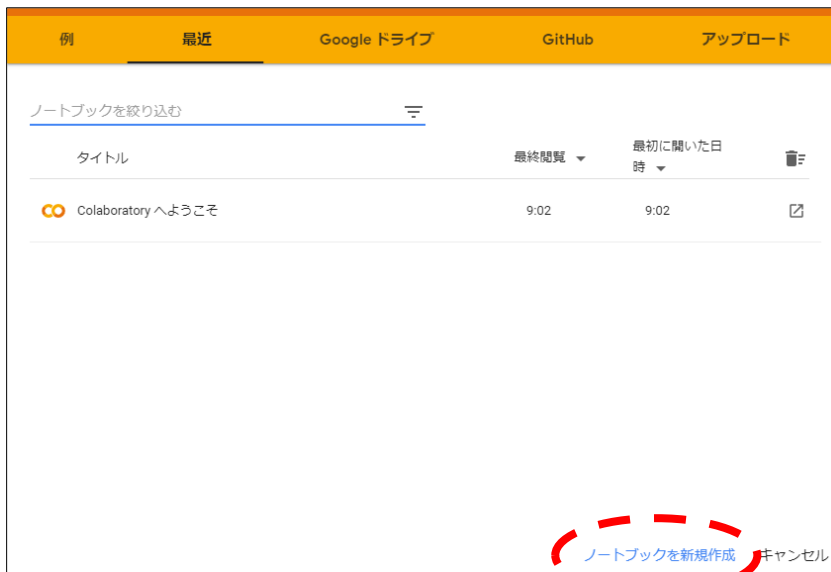 例 最近 Google ドライブ GitHub アップロード
ノートブックを絞り込む
タイトル 最終閲覧 最初に開いた日
時
Colaboratory へようこそ 9:02 9:02
ノートブックを新規作成 キャンセル